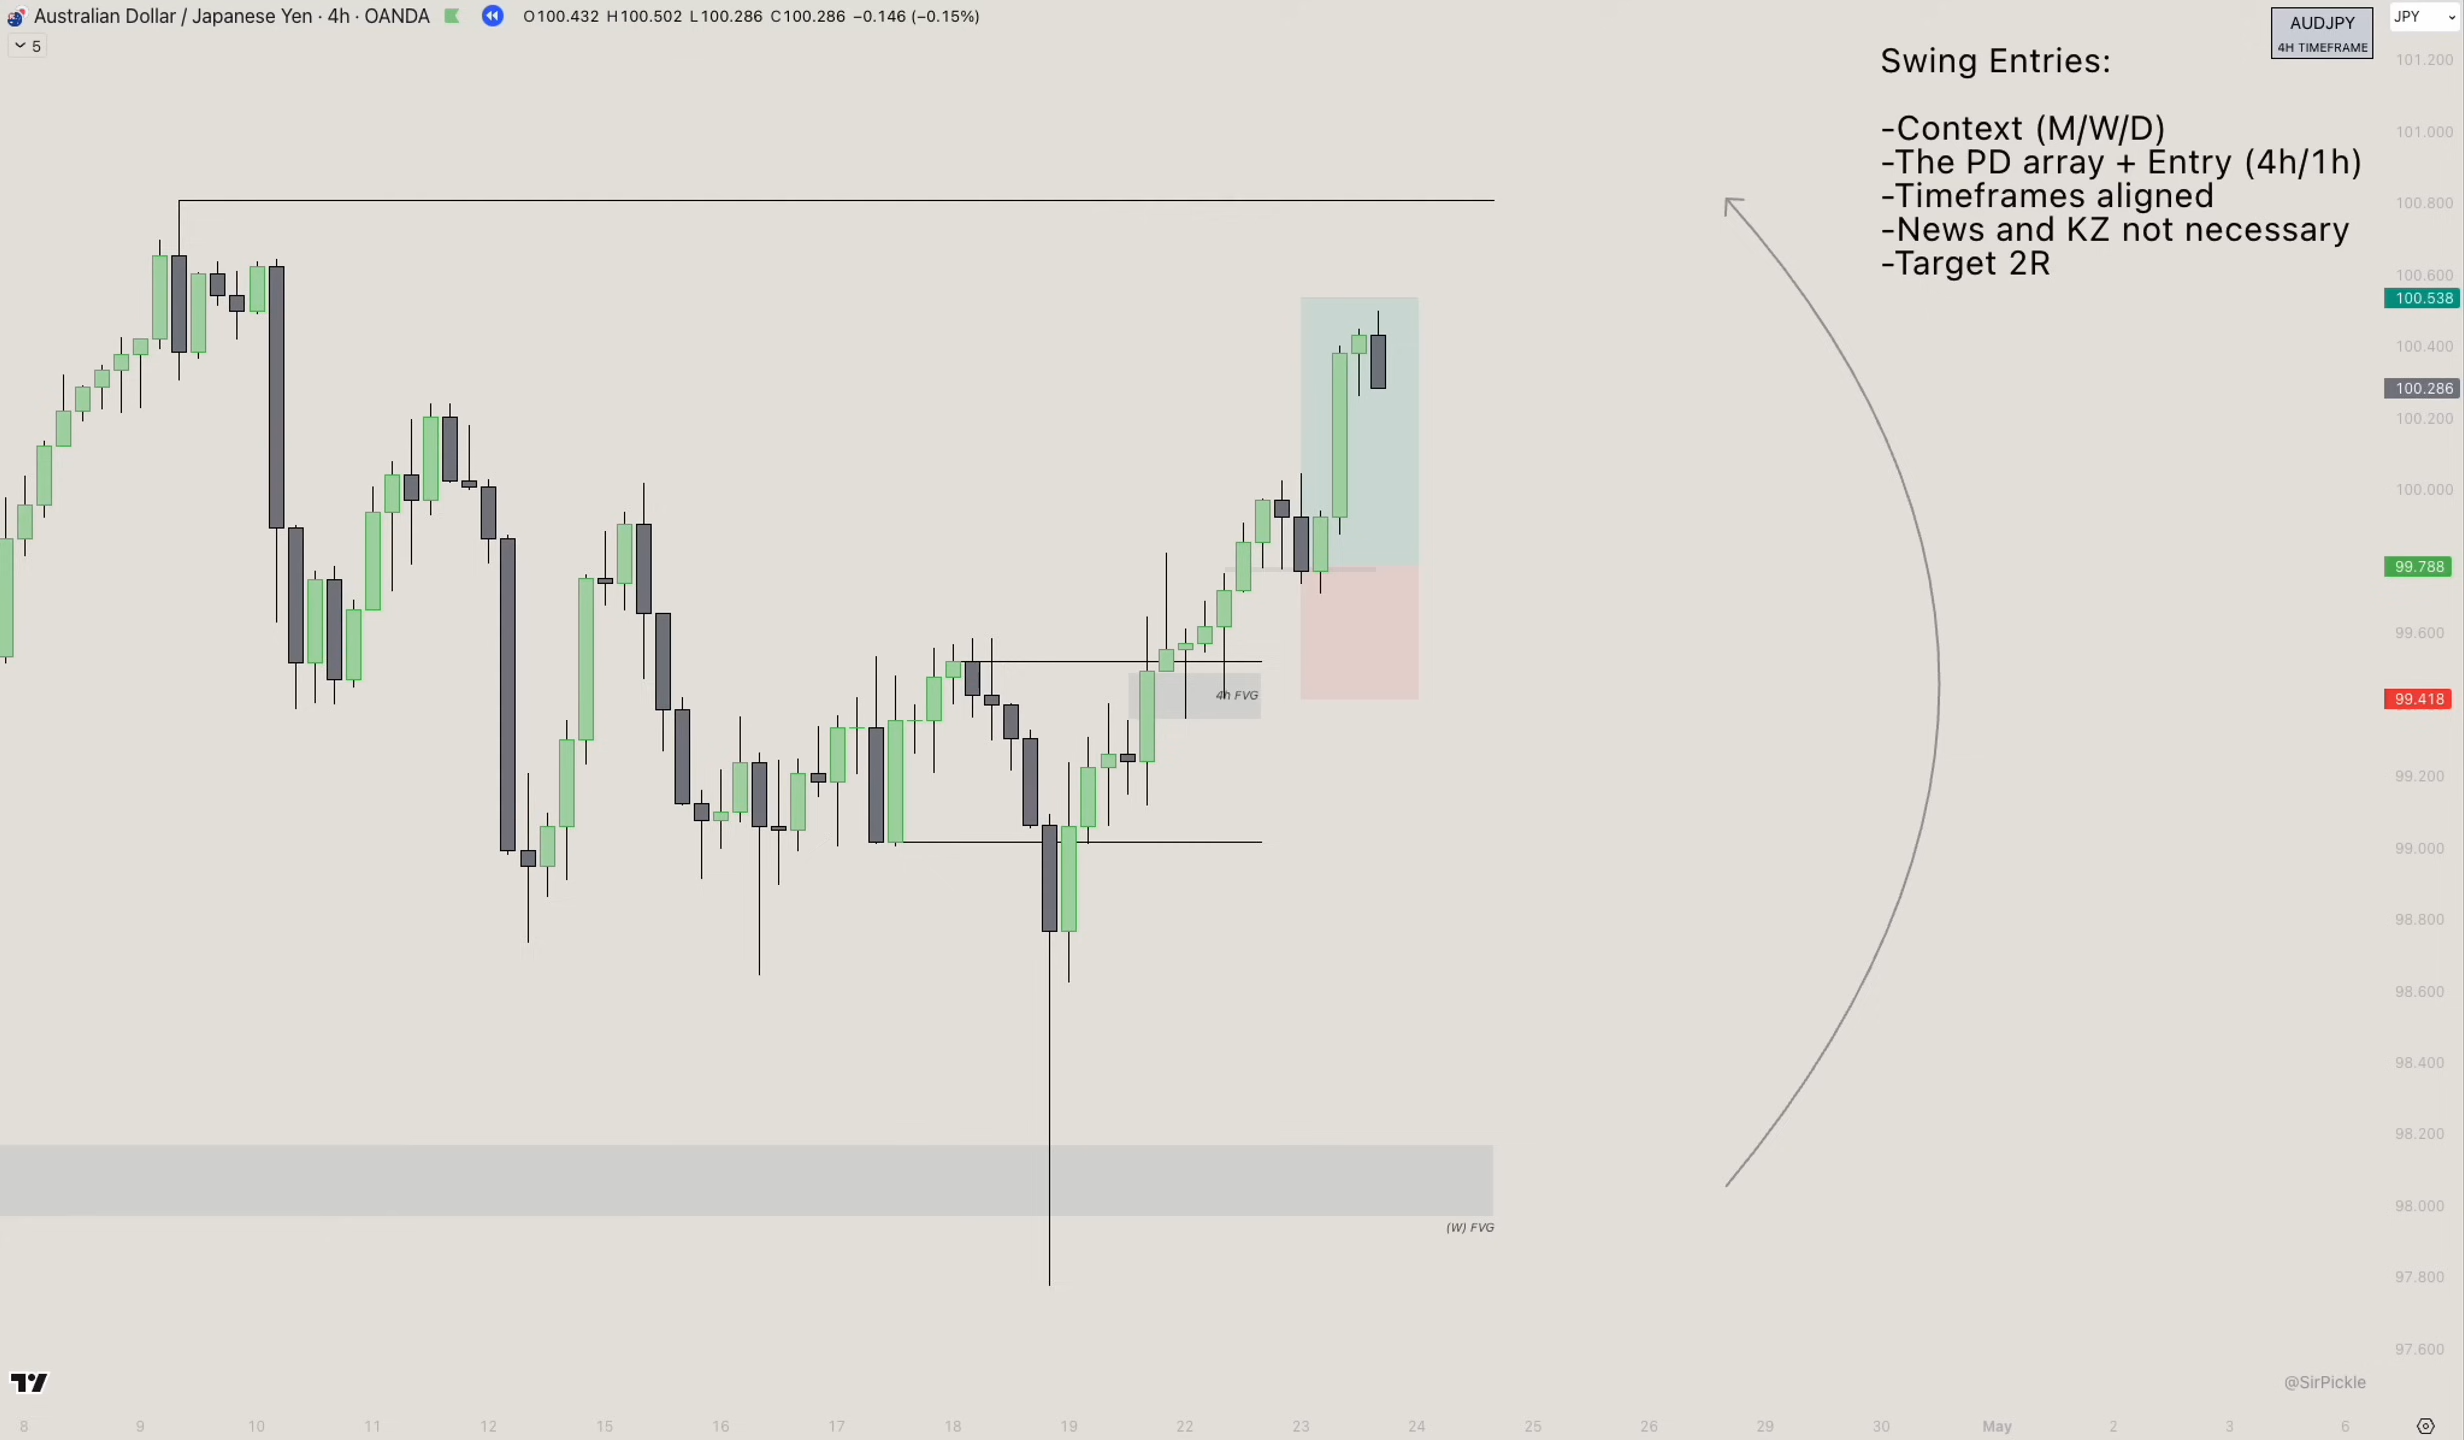 Australian Dollar / Japanese Yen · 4h · OANDA O100.432 H100.502 L100.286 C100.286 −0.146 (−0.15%)
5
AUDJPY
4H TIMEFRAME
JPY
Swing Entries:
-Context (M/W/D)
-The PD array + Entry (4h/1h)
-Timeframes aligned
-News and KZ not necessary
-Target 2R
101.200
101.000
100.800
100.600
100.538
100.400
100.286
100.200
100.000
99.788
99.600
99.418
99.200
99.000
98.800
98.600
98.400
98.200
98.000
97.800
97.600
4h FVG
(W) FVG
@SirPickle
8 9 10 11 12 15 16 17 18 19 22 23 24 25 26 29 30 May 2 3 6